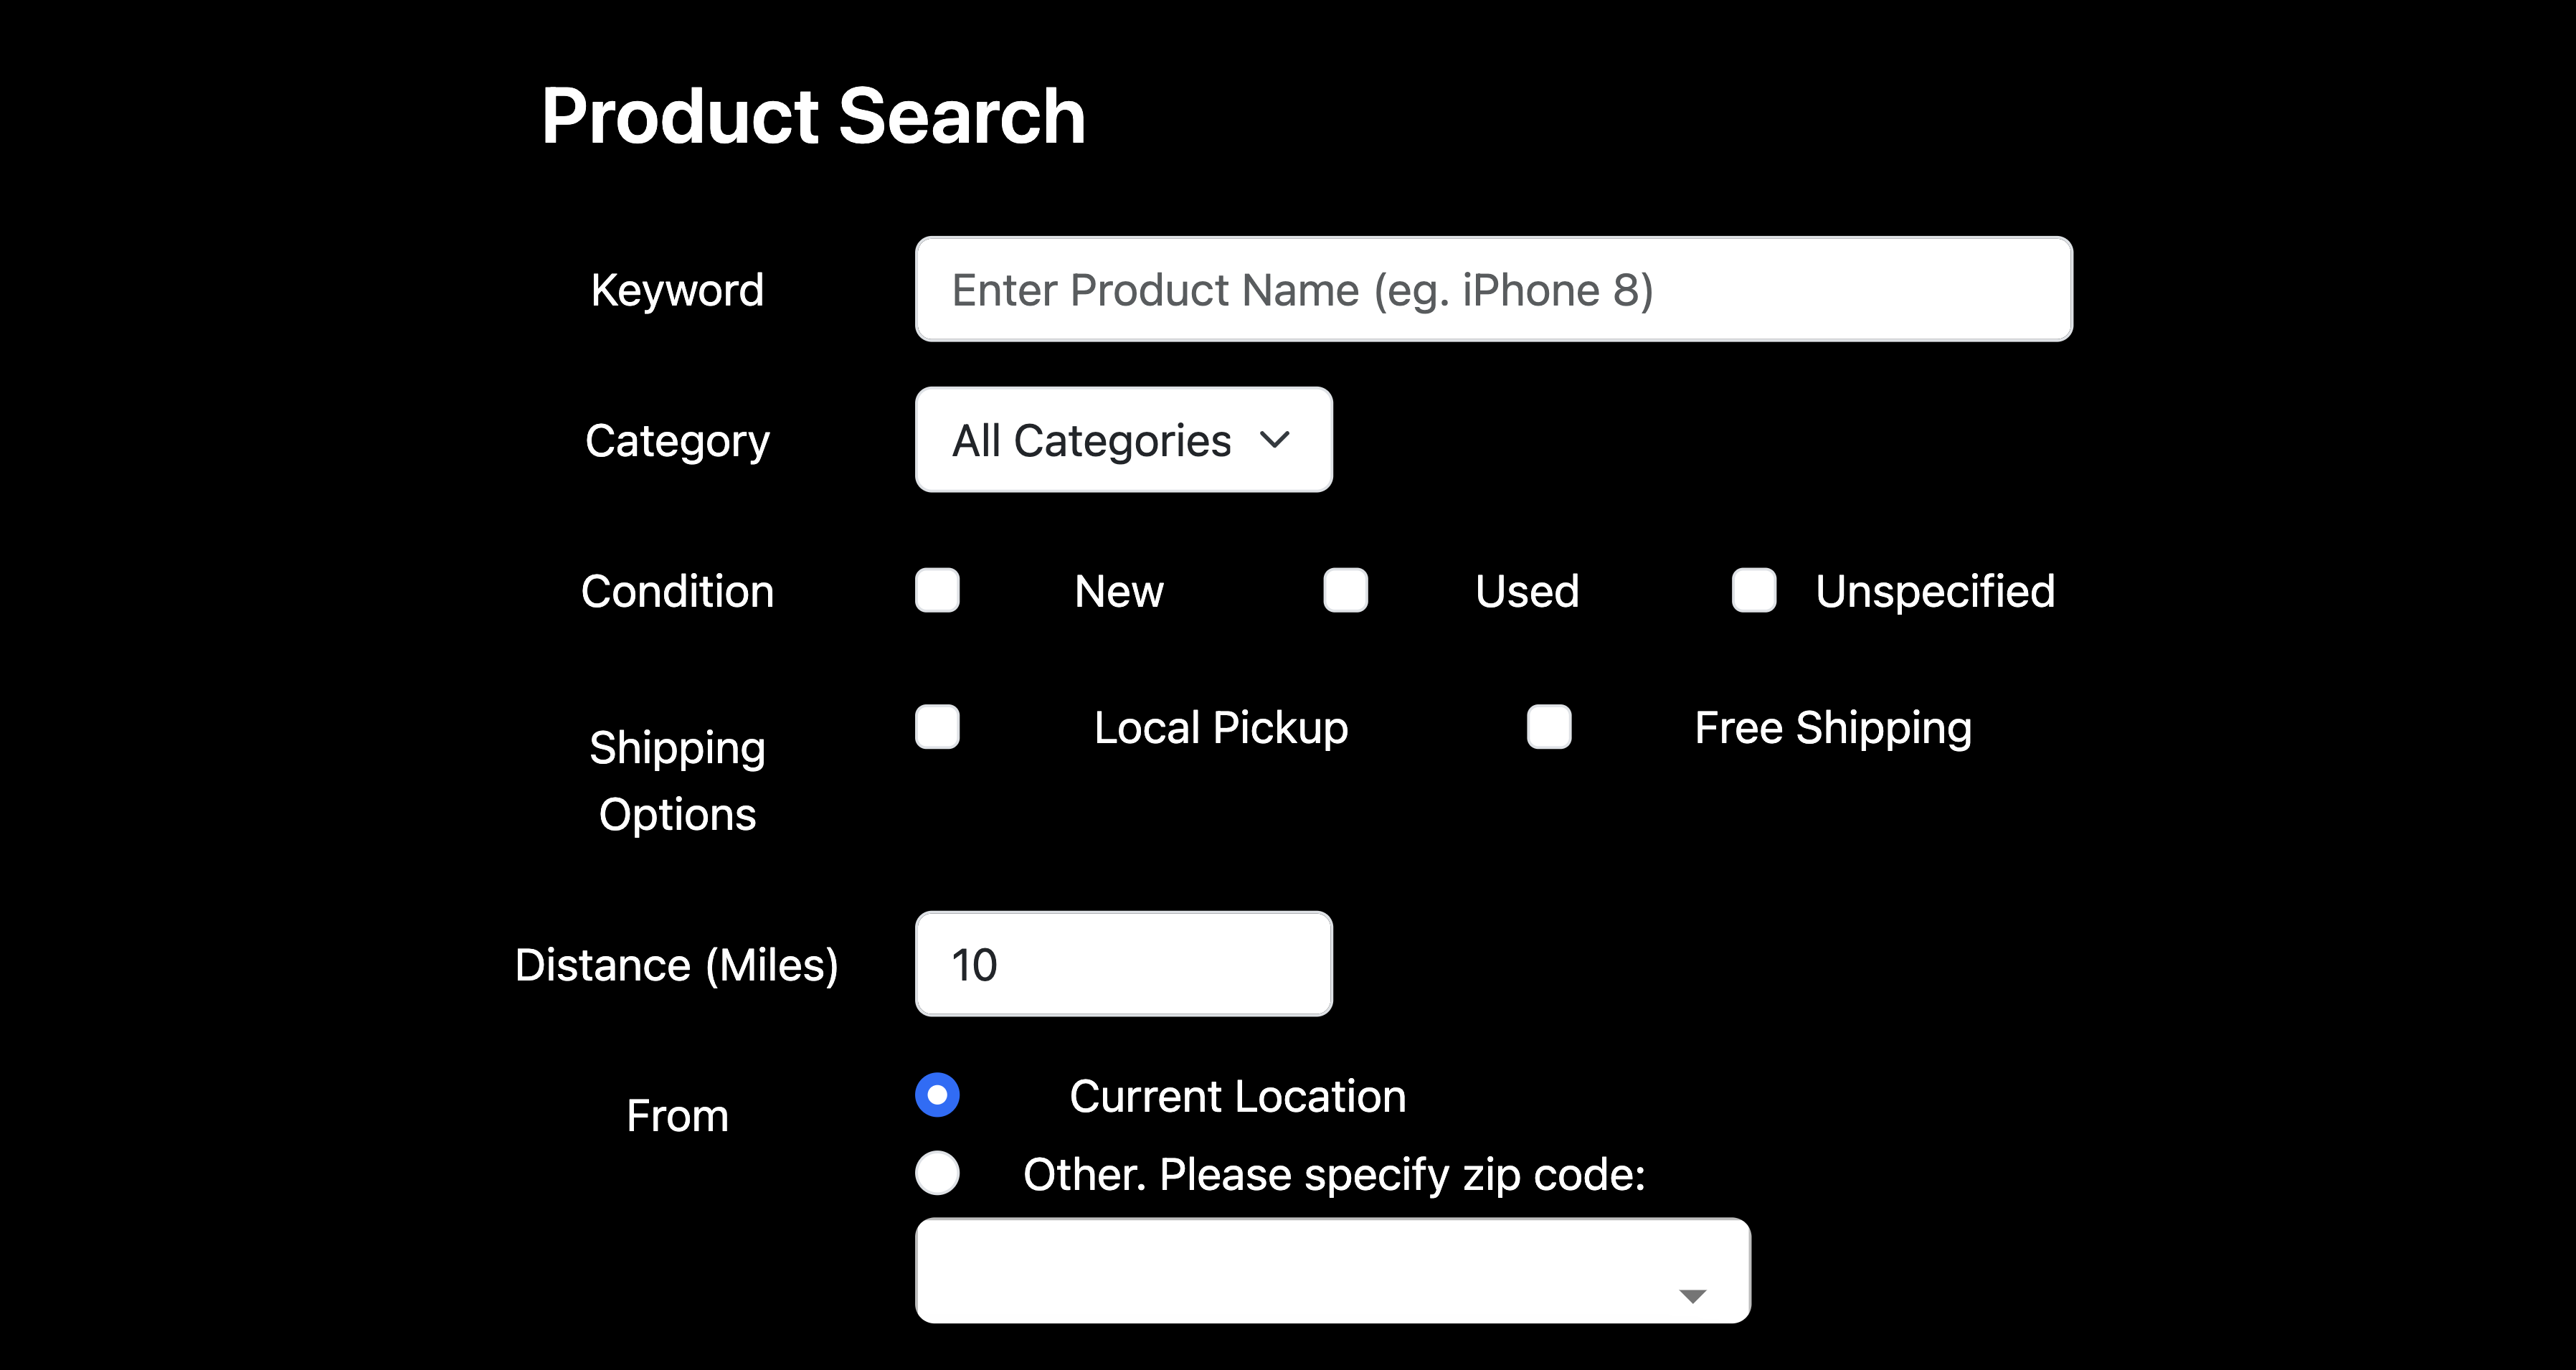 Product Search
Keyword
Enter Product Name (eg. iPhone 8)
Category
All Categories
Condition
New
Used
Unspecified
Shipping
Options
Local Pickup
Free Shipping
Distance (Miles)
10
From
Current Location
Other. Please specify zip code: